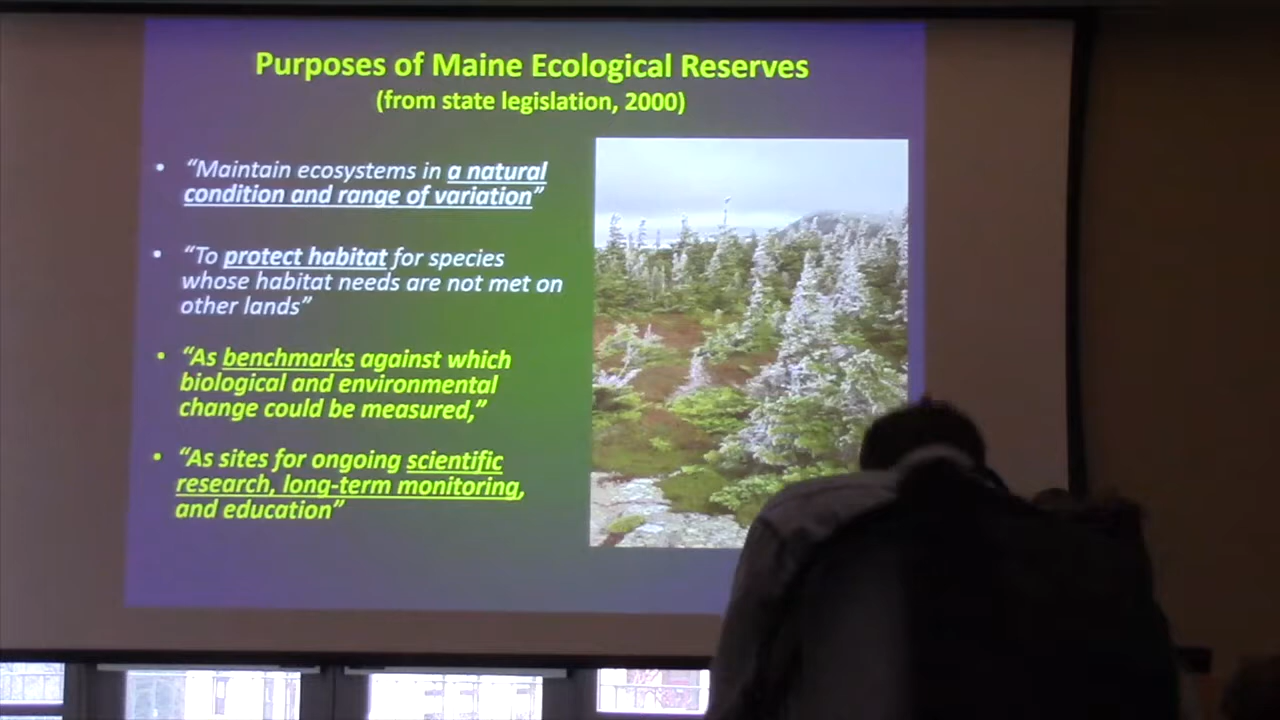 Purposes of Maine Ecological Reserves
(from state legislation, 2000)
• “Maintain ecosystems in a natural
condition and range of variation”
• “To protect habitat for species
whose habitat needs are not met on
other lands”
• “As benchmarks against which
biological and environmental
change could be measured,”
• “As sites for ongoing scientific
research, long-term monitoring,
and education”